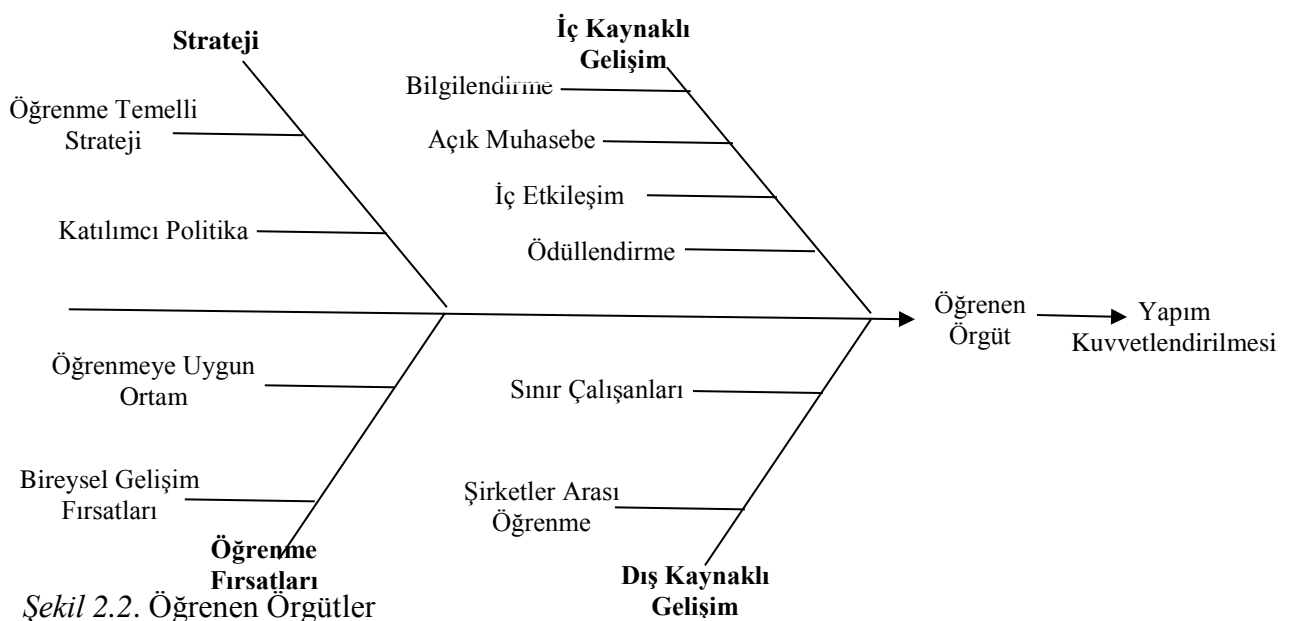 Strateji
Öğrenme Temelli
Strateji
Katılımcı Politika
İç Kaynaklı
Gelişim
Bilgilendirme
Açık Muhasebe
İç Etkileşim
Ödüllendirme
Öğrenen
Örgüt
Yapım
Kuvvetlendirilmesi
Öğrenmeye Uygun
Ortam
Bireysel Gelişim
Fırsatları
Öğrenme
Fırsatları
Sınır Çalışanları
Şirketler Arası
Öğrenme
Dış Kaynaklı
Gelişim
Şekil 2.2. Öğrenen Örgütler